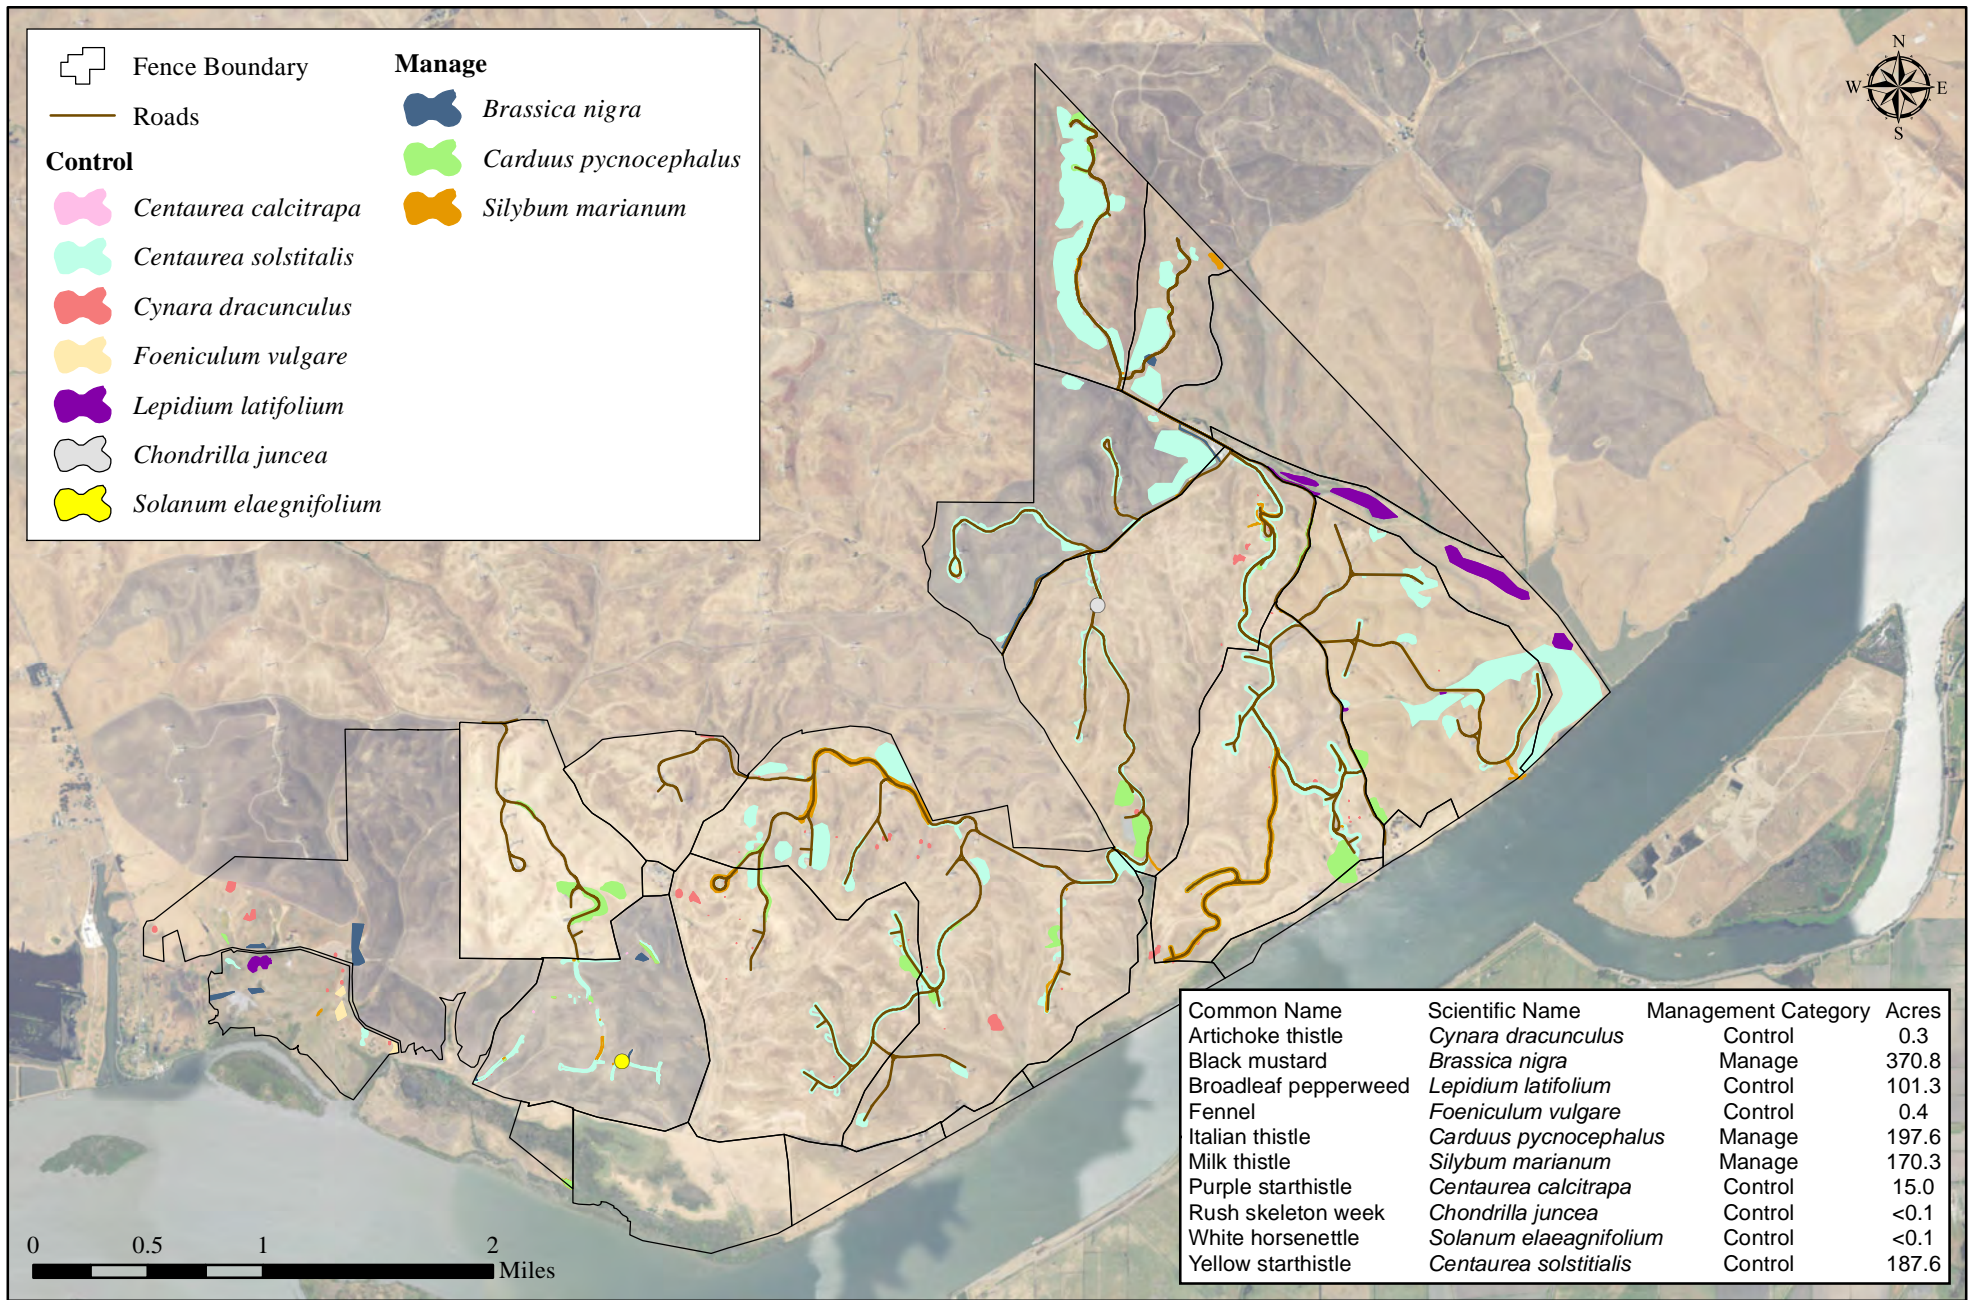 Fence Boundary
Roads
Control
Centaurea calcitrapa
Centaurea solstitalis
Cynara dracunculus
Foeniculum vulgare
Lepidium latifolium
Chondrilla juncea
Solanum elaegnifolium
Manage
Brassica nigra
Carduus pycnocephalus
Silybum marianum
N
W E
S
0 0.5 1 2
Miles
Common Name Scientific Name Management Category Acres
Artichoke thistle Cynara dracunculus Control 0.3
Black mustard Brassica nigra Manage 370.8
Broadleaf pepperweed Lepidium latifolium Control 101.3
Fennel Foeniculum vulgare Control 0.4
Italian thistle Carduus pycnocephalus Manage 197.6
Milk thistle Silybum marianum Manage 170.3
Purple starthistle Centaurea calcitrapa Control 15.0
Rush skeleton week Chondrilla juncea Control <0.1
White horsenettle Solanum elaeagnifolium Control <0.1
Yellow starthistle Centaurea solstitialis Control 187.6